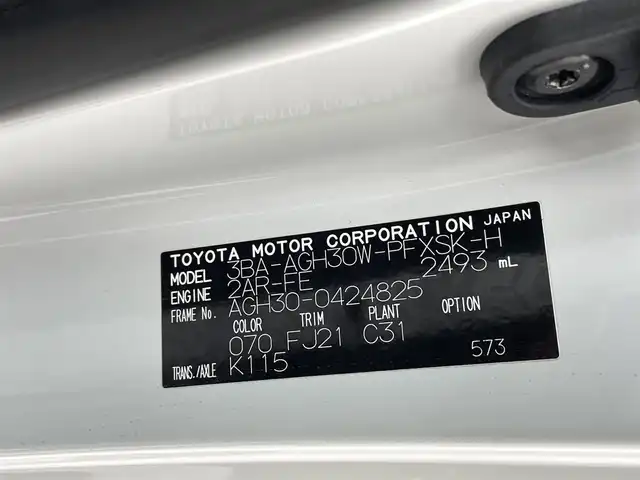 TOYOTA MOTOR CORPORATION JAPAN
MODEL 3BA-AGH30W-PFXSK-H
ENGINE 2AR-FE 2493 mL
FRAME No. AGH30-0424825
COLOR TRIM PLANT OPTION
070 FJ21 C31
TRANS./AXLE K115 573